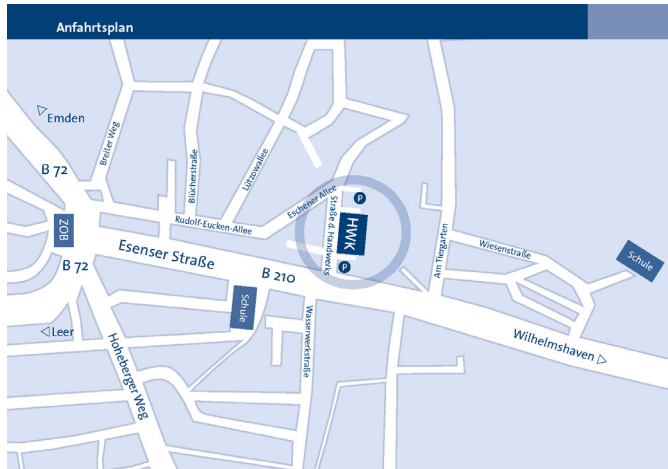 Anfahrtsplan
Emden
B 72
Breiter Weg
Blücherstraße
Lützowallee
Eschener Allee
Straße d. Handwerks
P
HWK
P
Rudolf-Eucken-Allee
ZOB
B 72
Esenser Straße
B 210
Am Tiergarten
Wiesenstraße
Schule
Schule
Leer
Hoheberger Weg
Wasserwerkstraße
Wilhelmshaven